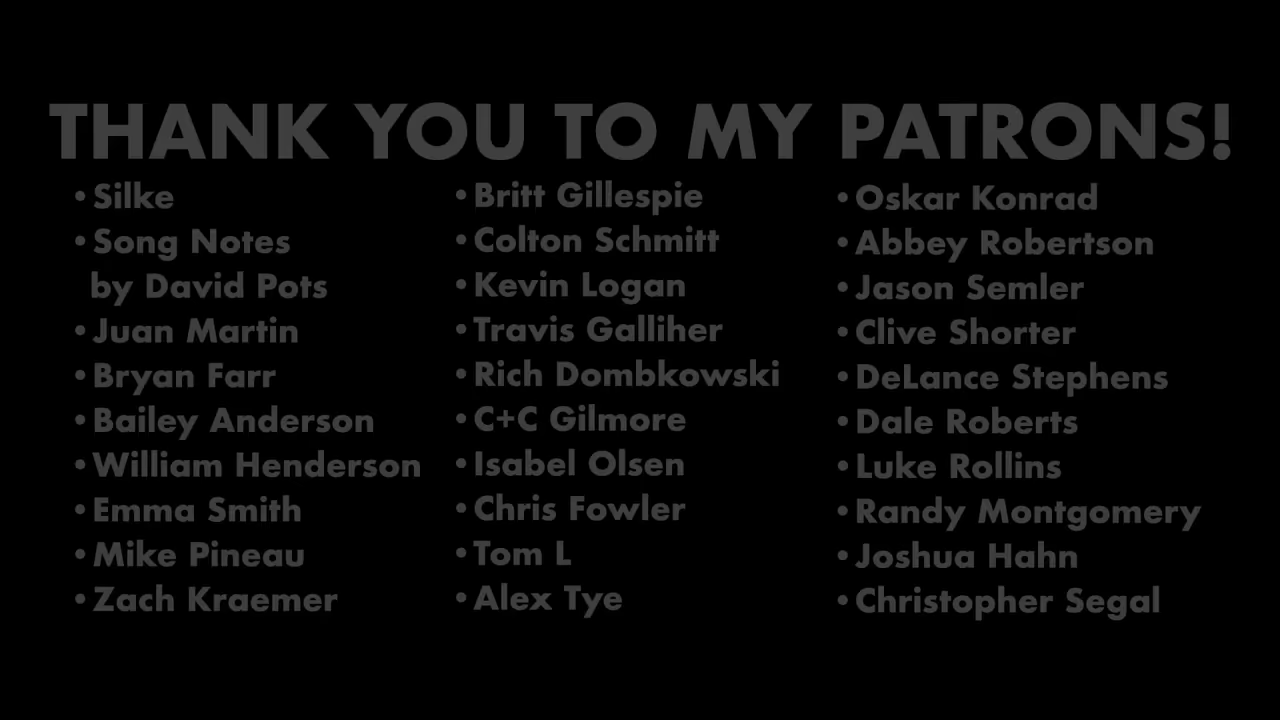 THANK YOU TO MY PATRONS!
•Silke
•Song Notes
by David Pots
•Juan Martin
•Bryan Farr
•Bailey Anderson
•William Henderson
•Emma Smith
•Mike Pineau
•Zach Kraemer
•Britt Gillespie
•Colton Schmitt
•Kevin Logan
•Travis Galliher
•Rich Dombkowski
•C+C Gilmore
•Isabel Olsen
•Chris Fowler
•Tom L
•Alex Tye
•Oskar Konrad
•Abbey Robertson
•Jason Semler
•Clive Shorter
•DeLance Stephens
•Dale Roberts
•Luke Rollins
•Randy Montgomery
•Joshua Hahn
•Christopher Segal